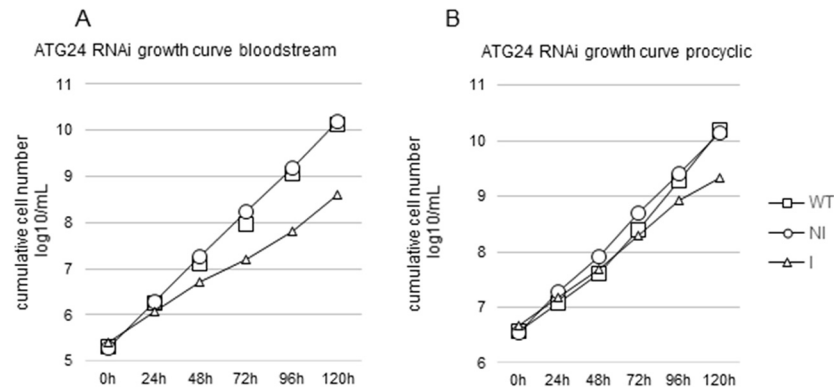 A
ATG24 RNAi growth curve bloodstream
cumulative cell number
log10/mL
11
10
9
8
7
6
5
0h 24h 48h 72h 96h 120h
B
ATG24 RNAi growth curve procyclic
cumulative cell number
log10/mL
11
10
9
8
7
6
0h 24h 48h 72h 96h 120h
WT
NI
I